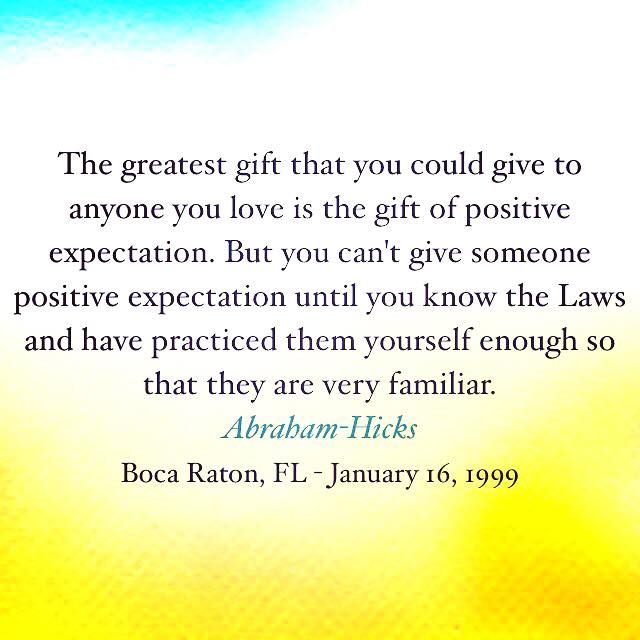 The greatest gift that you could give to
anyone you love is the gift of positive
expectation. But you can't give someone
positive expectation until you know the Laws
and have practiced them yourself enough so
that they are very familiar.
Abraham-Hicks
Boca Raton, FL - January 16, 1999